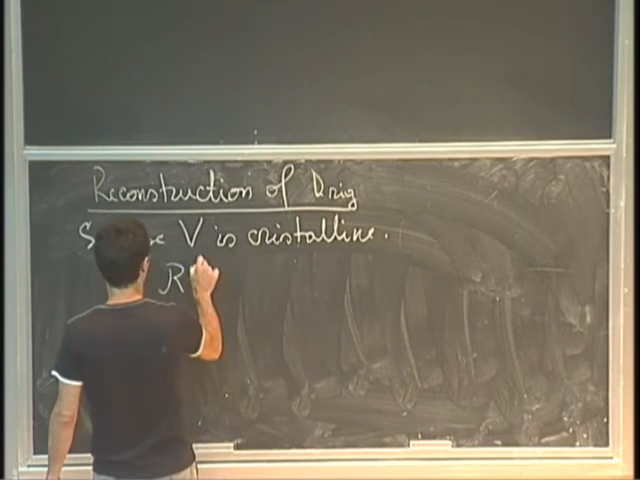 Reconstruction of Drig
V is cristalline.
R